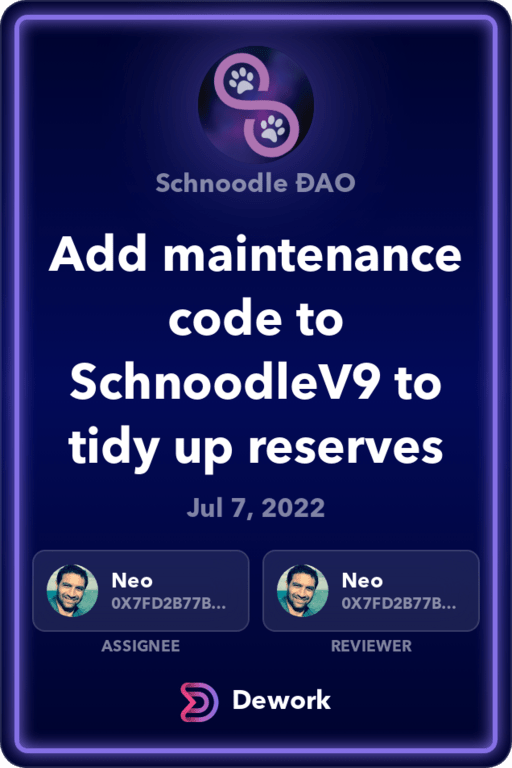 Schnoodle ĐAO
Add maintenance
code to
SchnoodleV9 to
tidy up reserves
Jul 7, 2022
Neo
0X7FD2B77B...
ASSIGNEE
Neo
0X7FD2B77B...
REVIEWER
Dework